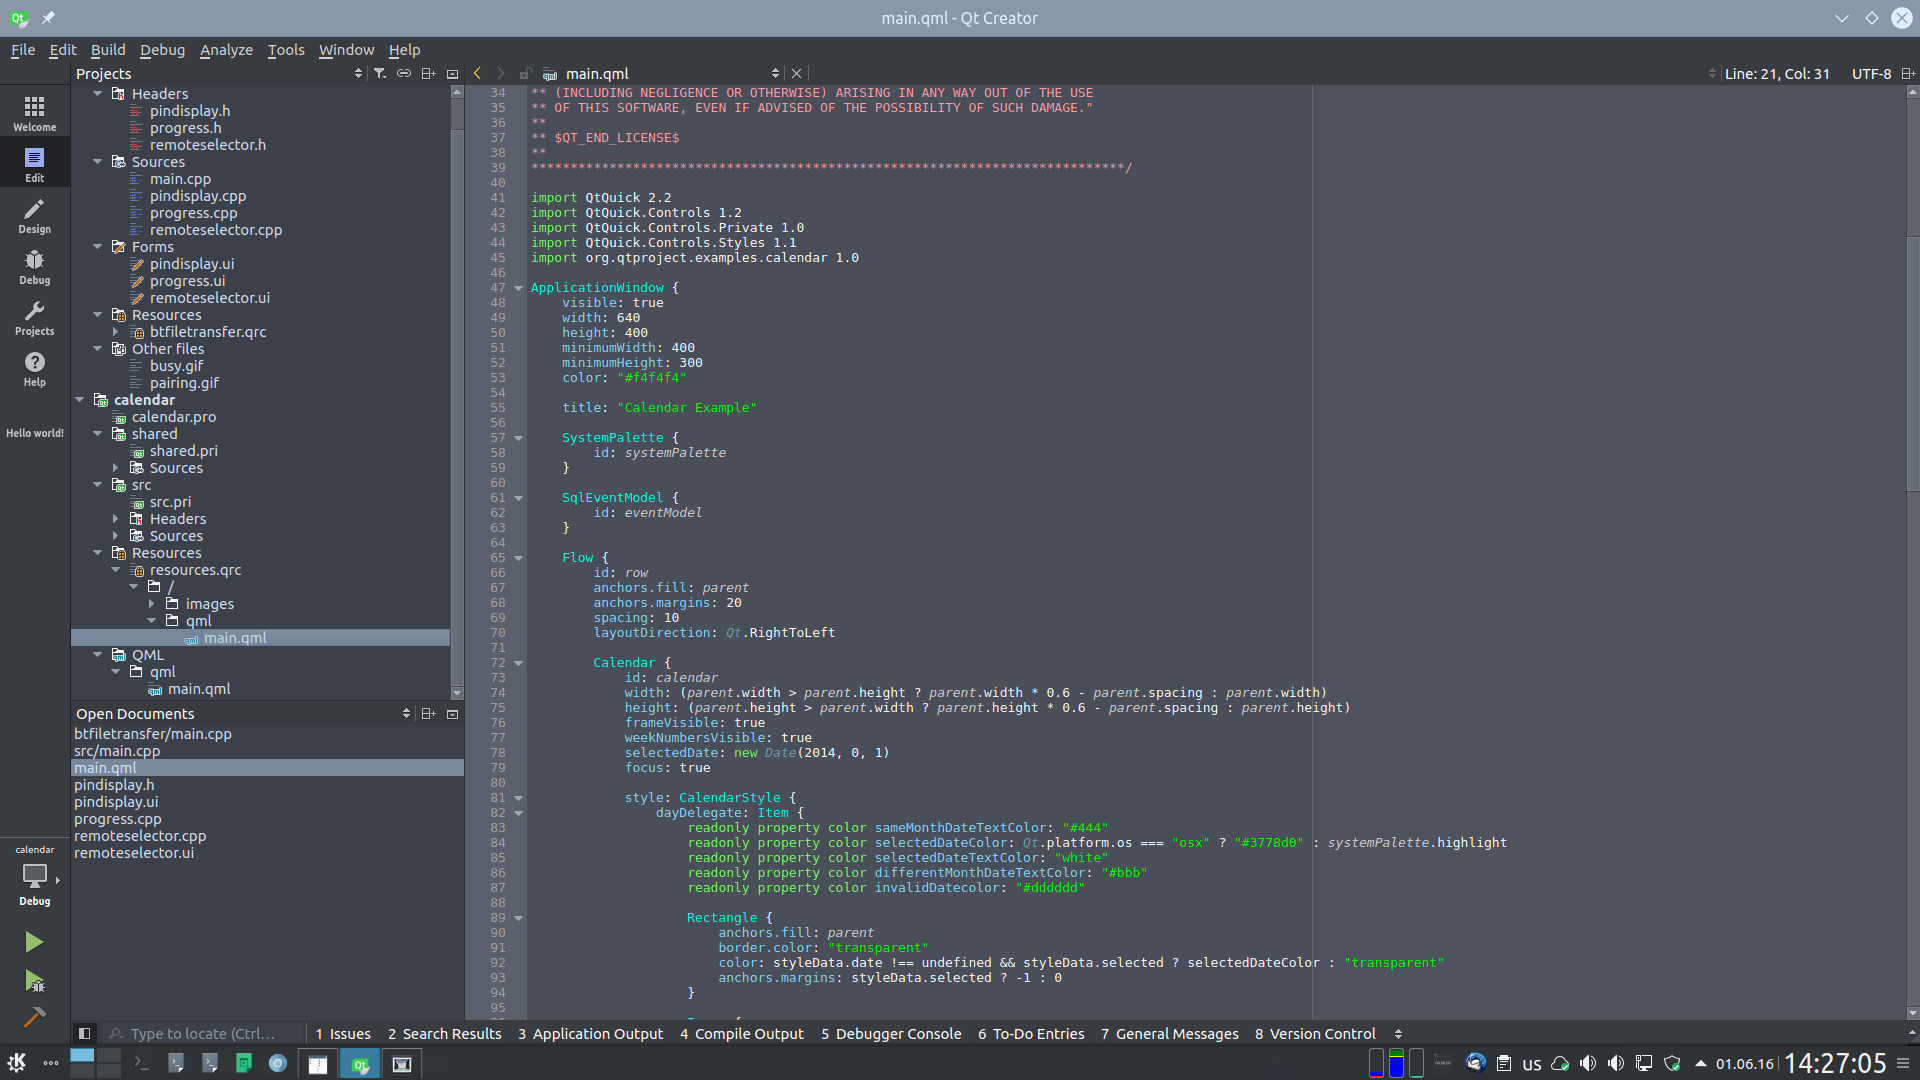 main.qml - Qt Creator
File Edit Build Debug Analyze Tools Window Help
Projects
main.qml
Line: 21, Col: 31
UTF-8
Welcome
Edit
Design
Debug
Projects
Help
Hello world!
calendar
Debug
Headers
pindisplay.h
progress.h
remoteselector.h
Sources
main.cpp
pindisplay.cpp
progress.cpp
remoteselector.cpp
Forms
pindisplay.ui
progress.ui
remoteselector.ui
Resources
btfiletransfer.qrc
Other files
busy.gif
pairing.gif
calendar
calendar.pro
shared
shared.pri
Sources
src
src.pri
Headers
Sources
Resources
resources.qrc
/
images
qml
main.qml
QML
qml
main.qml
Open Documents
btfiletransfer/main.cpp
src/main.cpp
main.qml
pindisplay.h
pindisplay.ui
progress.cpp
remoteselector.cpp
remoteselector.ui
34 ** (INCLUDING NEGLIGENCE OR OTHERWISE) ARISING IN ANY WAY OUT OF THE USE
35 ** OF THIS SOFTWARE, EVEN IF ADVISED OF THE POSSIBILITY OF SUCH DAMAGE."
36 **
37 ** $QT_END_LICENSE$
38 **
39 ****************************************************************************/
40
41 import QtQuick 2.2
42 import QtQuick.Controls 1.2
43 import QtQuick.Controls.Private 1.0
44 import QtQuick.Controls.Styles 1.1
45 import org.qtproject.examples.calendar 1.0
46
47 ApplicationWindow {
48 visible: true
49 width: 640
50 height: 400
51 minimumWidth: 400
52 minimumHeight: 300
53 color: "#f4f4f4"
54
55 title: "Calendar Example"
56
57 SystemPalette {
58 id: systemPalette
59 }
60
61 SqlEventModel {
62 id: eventModel
63 }
64
65 Flow {
66 id: row
67 anchors.fill: parent
68 anchors.margins: 20
69 spacing: 10
70 layoutDirection: Qt.RightToLeft
71
72 Calendar {
73 id: calendar
74 width: (parent.width > parent.height ? parent.width * 0.6 - parent.spacing : parent.width)
75 height: (parent.height > parent.width ? parent.height * 0.6 - parent.spacing : parent.height)
76 frameVisible: true
77 weekNumbersVisible: true
78 selectedDate: new Date(2014, 0, 1)
79 focus: true
80
81 style: CalendarStyle {
82 dayDelegate: Item {
83 readonly property color sameMonthDateTextColor: "#444"
84 readonly property color selectedDateColor: Qt.platform.os === "osx" ? "#3778d0" : systemPalette.highlight
85 readonly property color selectedDateTextColor: "white"
86 readonly property color differentMonthDateTextColor: "#bbb"
87 readonly property color invalidDatecolor: "#dddddd"
88
89 Rectangle {
90 anchors.fill: parent
91 border.color: "transparent"
92 color: styleData.date !== undefined && styleData.selected ? selectedDateColor : "transparent"
93 anchors.margins: styleData.selected ? -1 : 0
94 }
95
Type to locate (Ctrl...
1 Issues 2 Search Results 3 Application Output 4 Compile Output 5 Debugger Console 6 To-Do Entries 7 General Messages 8 Version Control
us
01.06.16
14:27:05